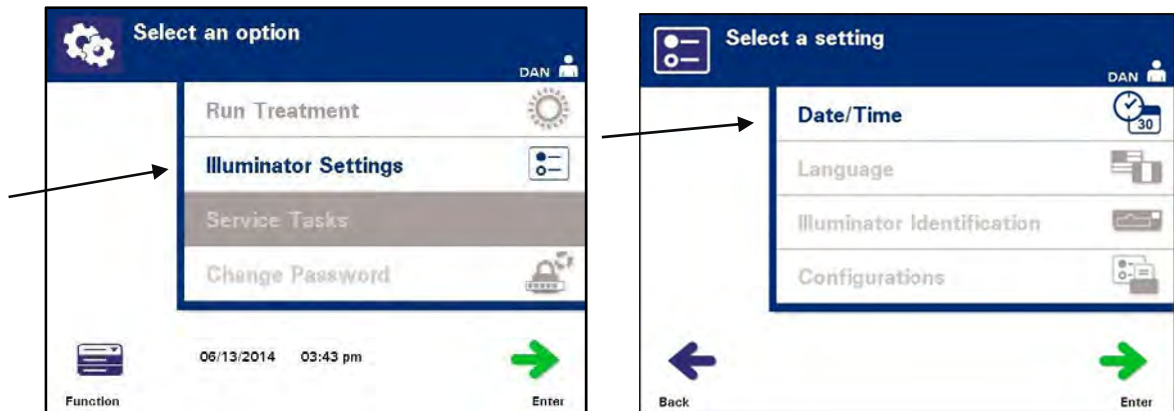 Select an option
DAN
Run Treatment
Illuminator Settings
Service Tasks
Change Password
06/13/2014 03:43 pm
Function
Enter
Select a setting
DAN
Date/Time
30
Language
Illuminator Identification
Configurations
Back
Enter